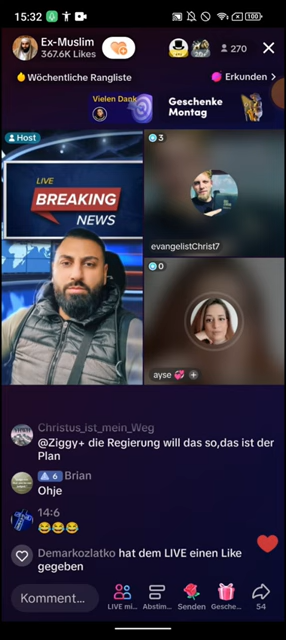 15:32
100
Ex-Muslim
367.6K Likes
270
Wöchentliche Rangliste
Erkunden >
Vielen Dank
Geschenke
Montag
Host
3
LIVE
BREAKING
NEWS
evangelistChrist7
0
ayse 💞 +
Christus_ist_mein_Weg
@Ziggy+ die Regierung will das so,das ist der
Plan
6 Brian
Ohje
14:6
😂😂😂
Demarkozlatko hat dem LIVE einen Like
gegeben
Komment...
LIVE mi...
Abstim...
Senden
Gesche...
54